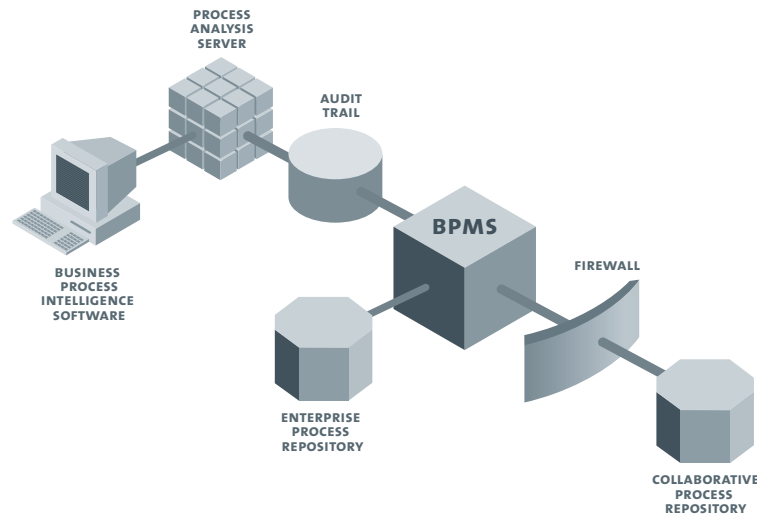 PROCESS
ANALYSIS
SERVER
AUDIT
TRAIL
BPMS
FIREWALL
BUSINESS
PROCESS
INTELLIGENCE
SOFTWARE
ENTERPRISE
PROCESS
REPOSITORY
COLLABORATIVE
PROCESS
REPOSITORY